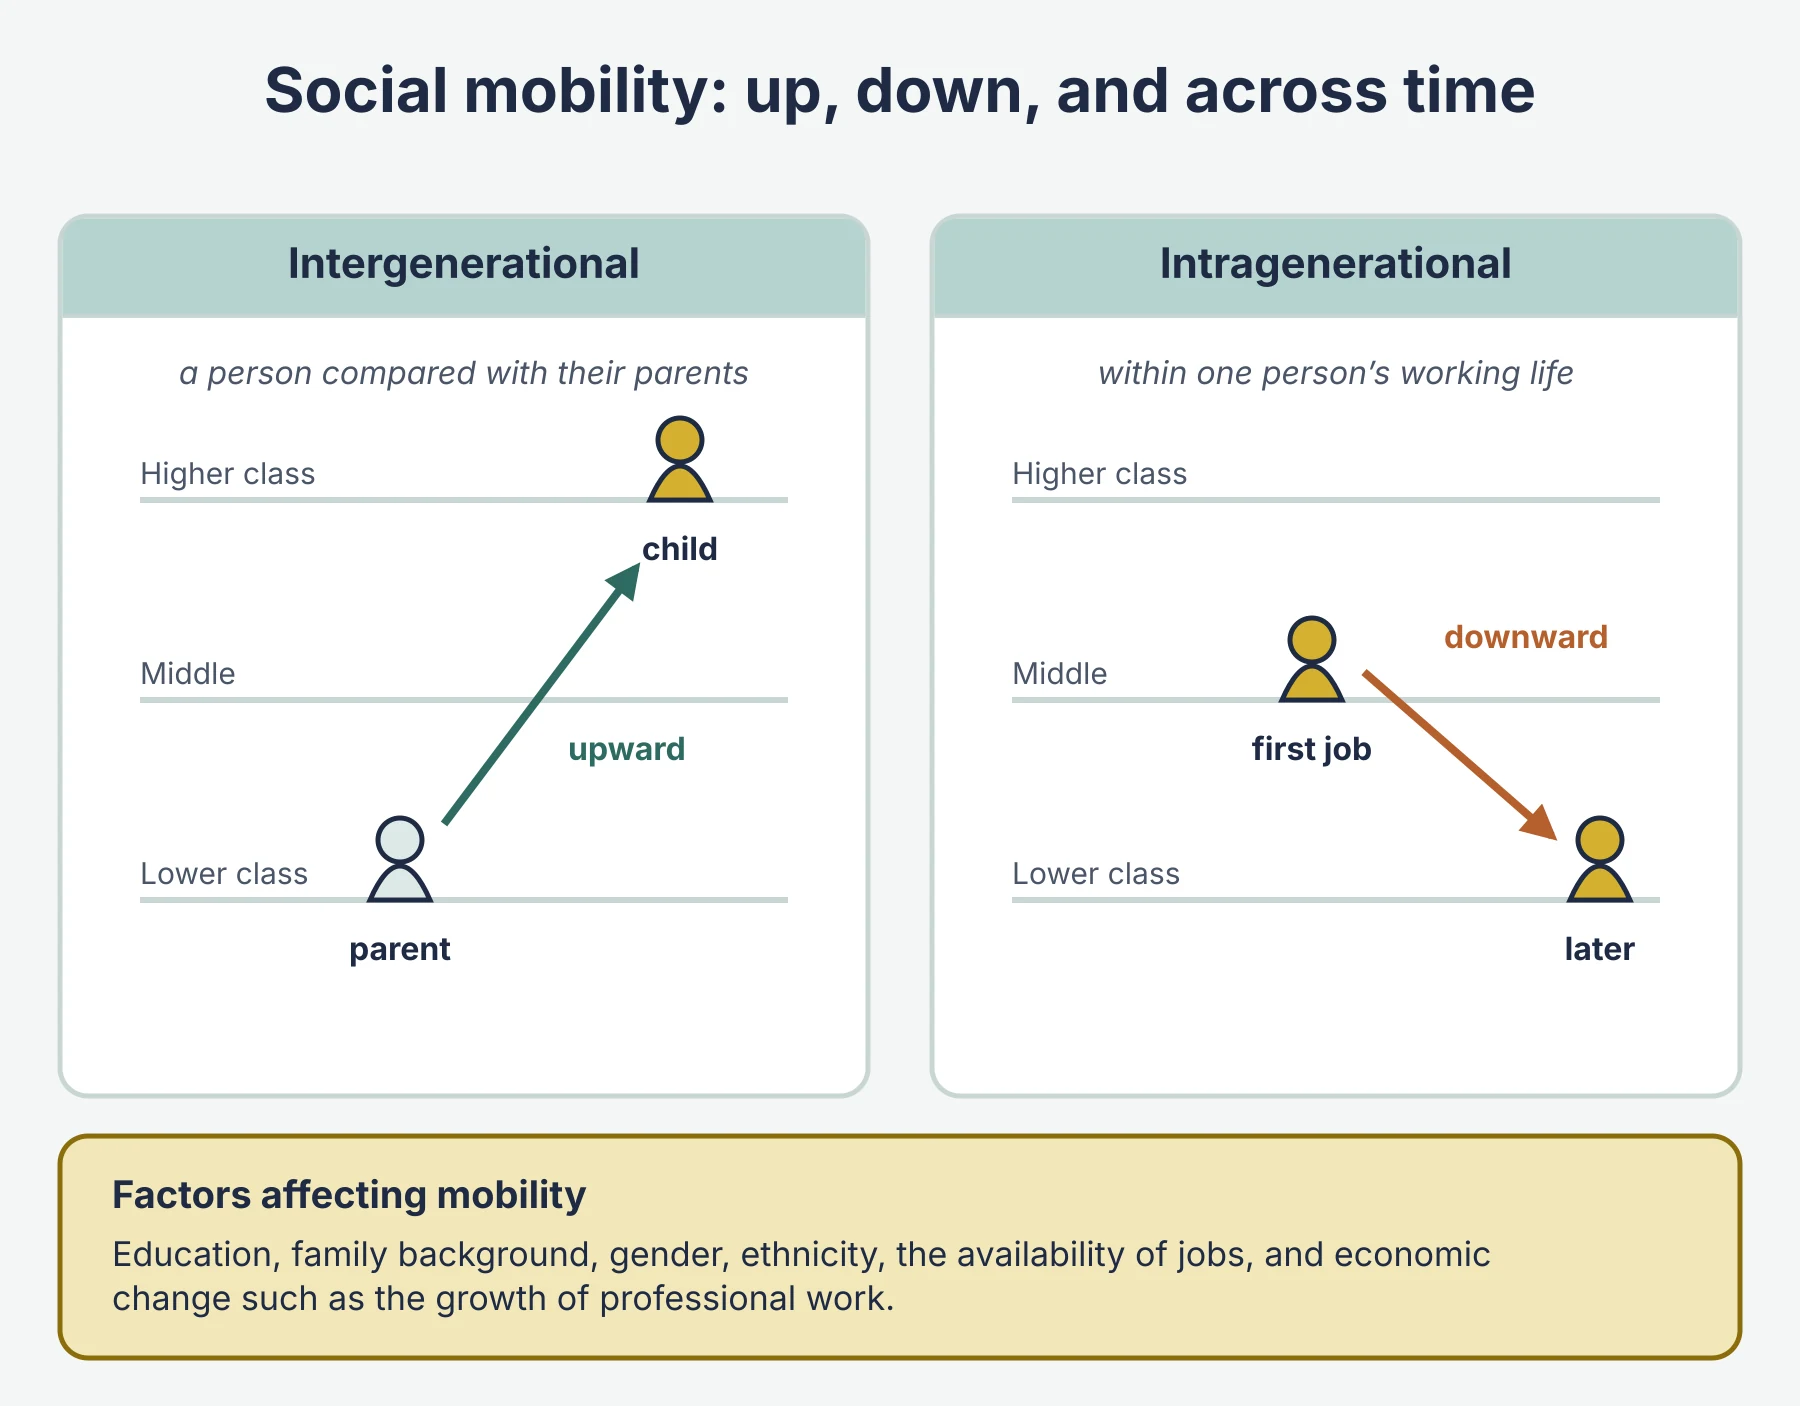 Social mobility: up, down, and across time
Intergenerational
a person compared with their parents
Higher class
child
Middle
upward
Lower class
parent
Intragenerational
within one person’s working life
Higher class
downward
Middle
first job
Lower class
later
Factors affecting mobility
Education, family background, gender, ethnicity, the availability of jobs, and economic
change such as the growth of professional work.